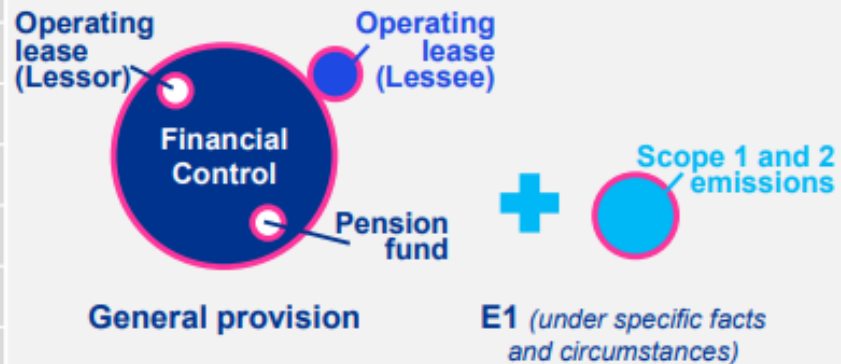 Operating
lease
(Lessor)
Operating
lease
(Lessee)
Financial
Control
Pension
fund
Scope 1 and 2
emissions
General provision
E1 (under specific facts
and circumstances)